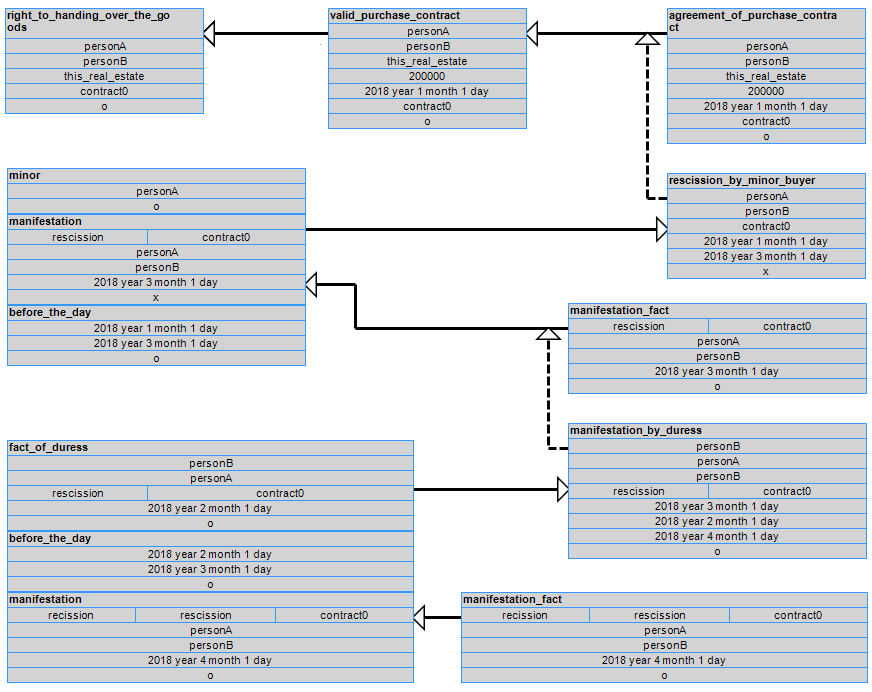 right_to_handing_over_the_go
ods
personA
personB
this_real_estate
contract0
o
valid_purchase_contract
personA
personB
this_real_estate
200000
2018 year 1 month 1 day
contract0
o
agreement_of_purchase_contra
ct
personA
personB
this_real_estate
200000
2018 year 1 month 1 day
contract0
o
minor
personA
o
manifestation
rescission contract0
personA
personB
2018 year 3 month 1 day
x
before_the_day
2018 year 1 month 1 day
2018 year 3 month 1 day
o
rescission_by_minor_buyer
personA
personB
contract0
2018 year 1 month 1 day
2018 year 3 month 1 day
x
manifestation_fact
rescission contract0
personA
personB
2018 year 3 month 1 day
o
manifestation_by_duress
personB
personA
personB
rescission contract0
2018 year 3 month 1 day
2018 year 2 month 1 day
2018 year 4 month 1 day
o
fact_of_duress
personB
personA
rescission contract0
2018 year 2 month 1 day
o
before_the_day
2018 year 2 month 1 day
2018 year 3 month 1 day
o
manifestation
recission rescission contract0
personA
personB
2018 year 4 month 1 day
o
manifestation_fact
recission rescission contract0
personA
personB
2018 year 4 month 1 day
o